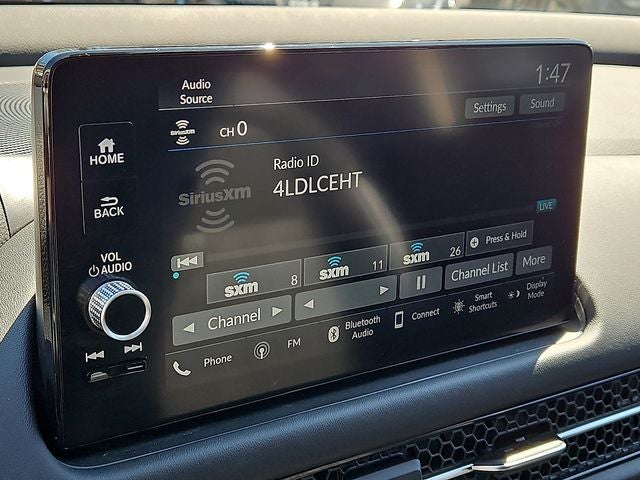 Audio
Source
1:47
Settings
Sound
SiriusXM
CH 0
HOME
Radio ID
SiriusXM
4LDLCEHT
BACK
LIVE
VOL
AUDIO
sxm 8
sxm 11
sxm 26
Press & Hold
Channel
Channel List
More
Phone
FM
Bluetooth
Audio
Connect
Smart
Shortcuts
Display
Mode